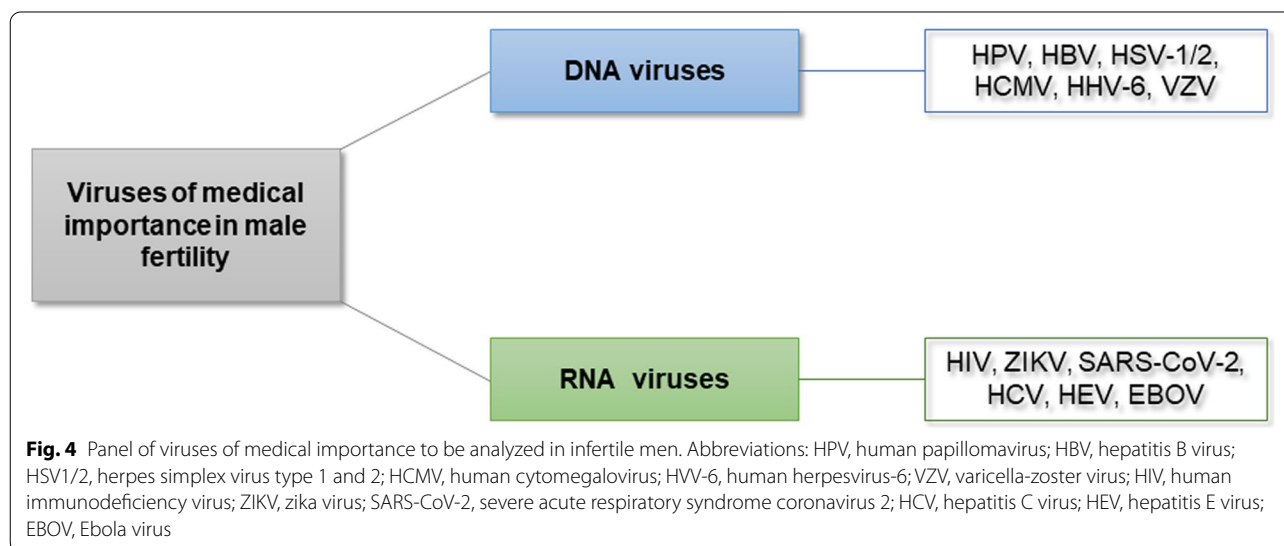 DNA viruses
HPV, HBV, HSV-1/2,
HCMV, HHV-6, VZV
Viruses of medical
importance in male
fertility
RNA viruses
HIV, ZIKV, SARS-CoV-2,
HCV, HEV, EBOV
Fig. 4 Panel of viruses of medical importance to be analyzed in infertile men. Abbreviations: HPV, human papillomavirus; HBV, hepatitis B virus;
HSV1/2, herpes simplex virus type 1 and 2; HCMV, human cytomegalovirus; HVV-6, human herpesvirus-6; VZV, varicella-zoster virus; HIV, human
immunodeficiency virus; ZIKV, zika virus; SARS-CoV-2, severe acute respiratory syndrome coronavirus 2; HCV, hepatitis C virus; HEV, hepatitis E virus;
EBOV, Ebola virus